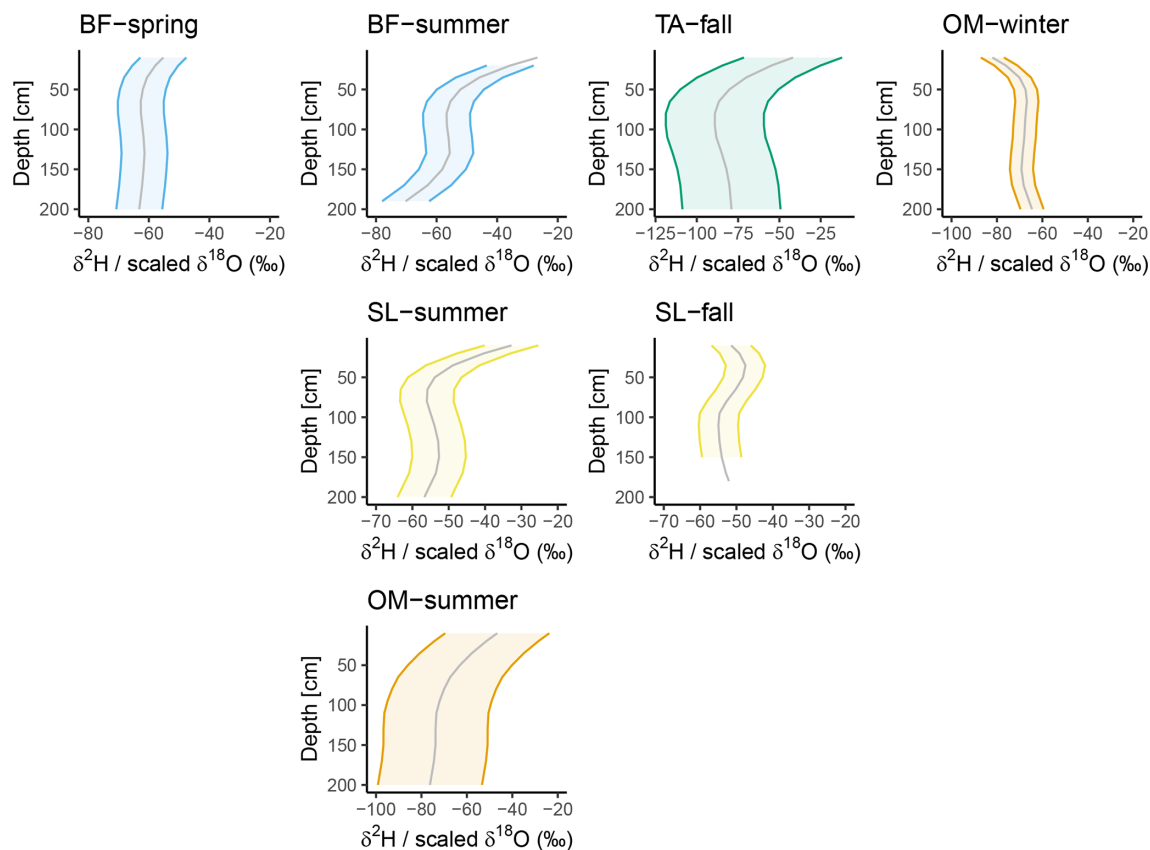 BF−spring
BF−summer
TA−fall
OM−winter
50
100
150
200
Depth [cm]
−80 −60 −40 −20
δ²H / scaled δ¹⁸O (‰)
50
100
150
200
Depth [cm]
−80 −60 −40 −20
δ²H / scaled δ¹⁸O (‰)
50
100
150
200
Depth [cm]
−125 −100 −75 −50 −25
δ²H / scaled δ¹⁸O (‰)
50
100
150
200
Depth [cm]
−100 −80 −60 −40 −20
δ²H / scaled δ¹⁸O (‰)
SL−summer
SL−fall
50
100
150
200
Depth [cm]
−70 −60 −50 −40 −30 −20
δ²H / scaled δ¹⁸O (‰)
50
100
150
200
Depth [cm]
−70 −60 −50 −40 −30 −20
δ²H / scaled δ¹⁸O (‰)
OM−summer
50
100
150
200
Depth [cm]
−100 −80 −60 −40 −20
δ²H / scaled δ¹⁸O (‰)